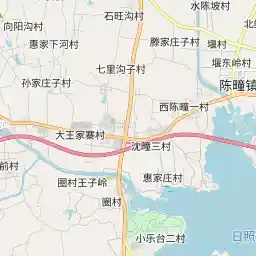 石旺沟村
水陈坡村
向阳沟村
惠家下河村
滕家庄子村
堰村
堰东岭村
七里沟子村
孙家庄子村
陈疃镇
西陈疃一村
大王家寨村
沈疃三村
前村
圈村王子岭
惠家庄村
圈村
小乐台二村
日照